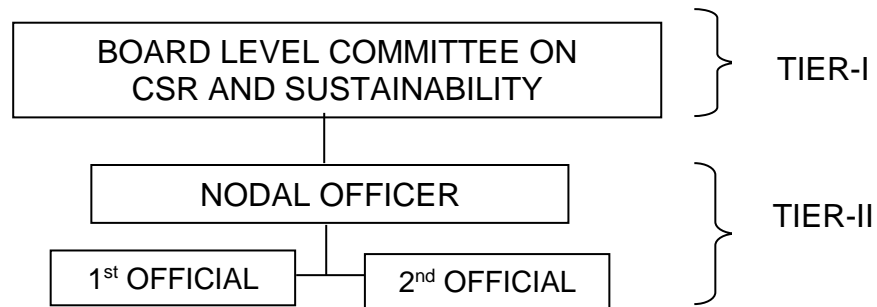 BOARD LEVEL COMMITTEE ON
CSR AND SUSTAINABILITY
TIER-I
NODAL OFFICER
TIER-II
1st OFFICIAL
2nd OFFICIAL